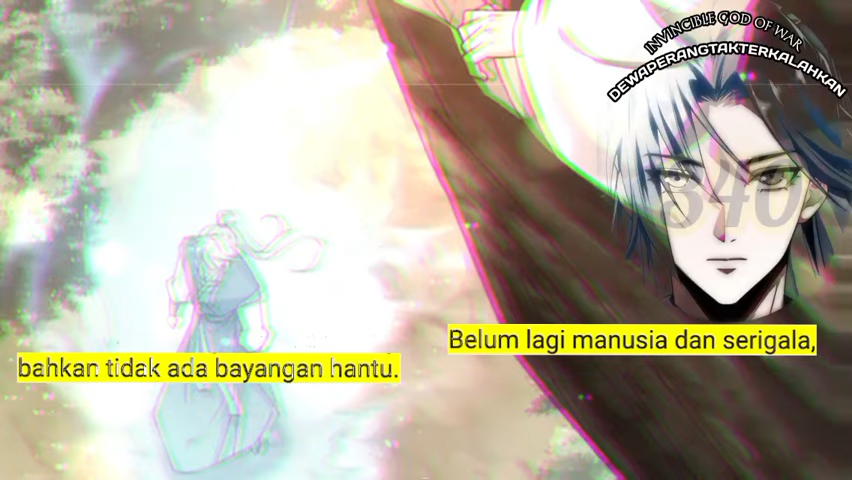 INVINCIBLE GOD OF WAR
DEWAPERANGTAKTERKALAHKAN
340
Belum lagi manusia dan serigala,
bahkan tidak ada bayangan hantu.